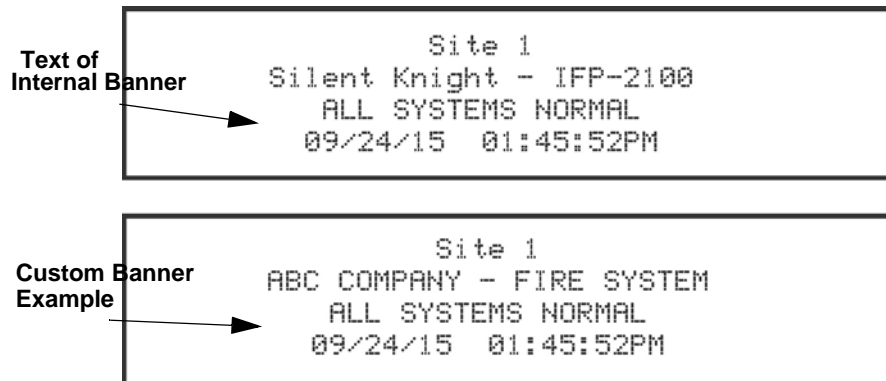 Text of
Internal Banner
Site 1
Silent Knight - IFP-2100
ALL SYSTEMS NORMAL
09/24/15 01:45:52PM
Custom Banner
Example
Site 1
ABC COMPANY - FIRE SYSTEM
ALL SYSTEMS NORMAL
09/24/15 01:45:52PM